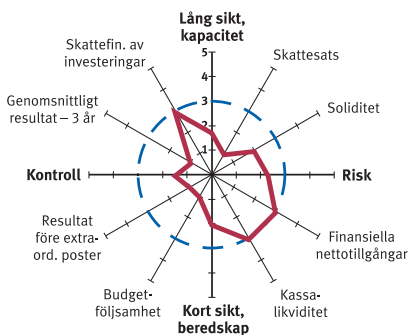 Lång sikt,
kapacitet
Skattefin. av
investeringar
Skattesats
Genomsnittligt
resultat – 3 år
Soliditet
5
4
3
2
1
Kontroll
Risk
Resultat
före extra-
ord. poster
Finansiella
nettotillgångar
Budget-
följsamhet
Kassa-
likviditet
Kort sikt,
beredskap